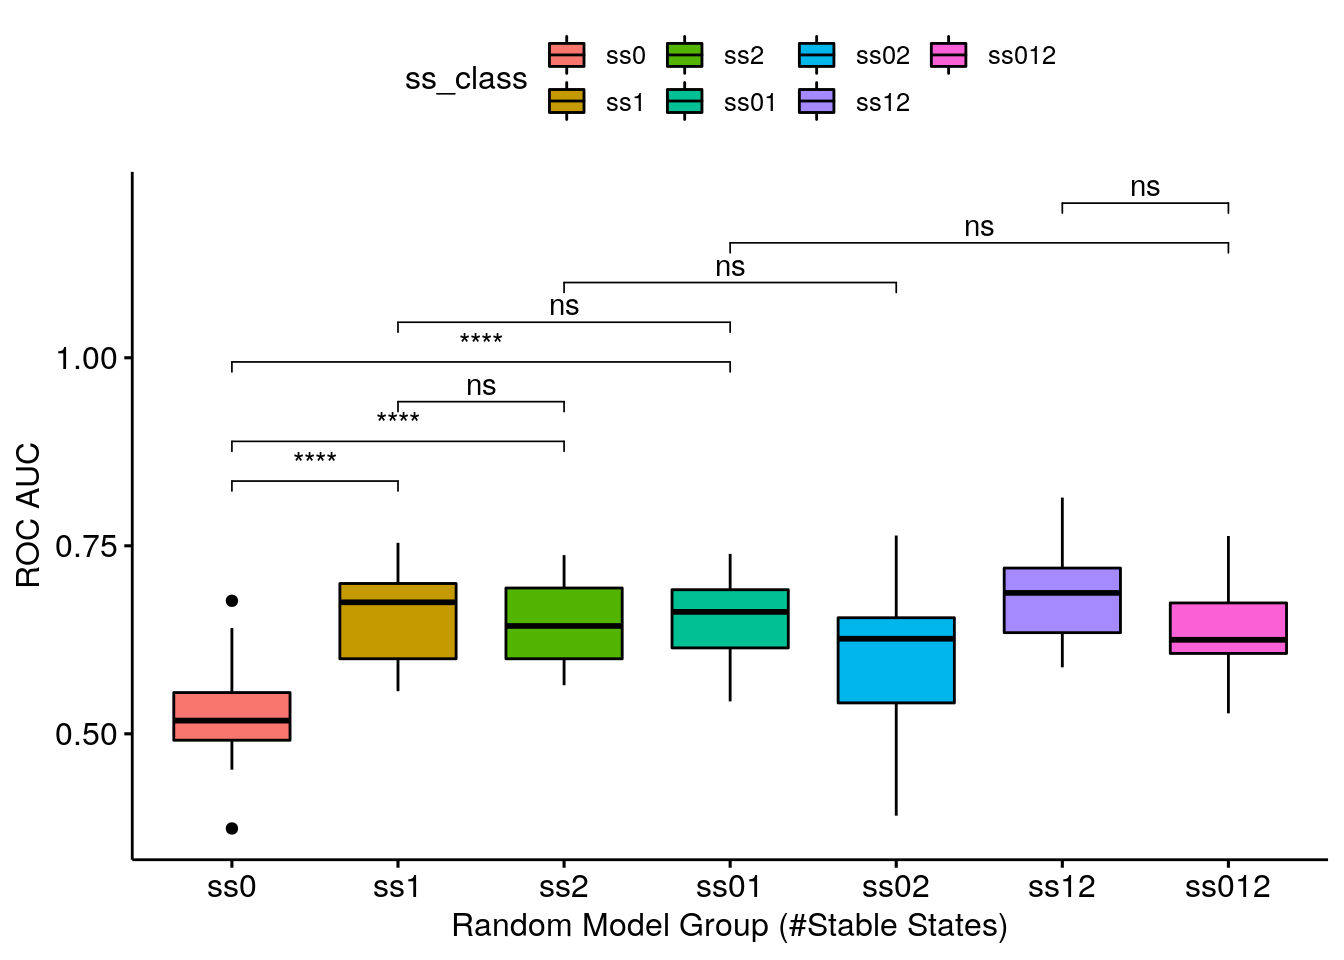 ss_class
ss0 ss2 ss02 ss012
ss1 ss01 ss12
ns
ns
ns
ns
****
ns
****
****
1.00
0.75
0.50
ROC AUC
ss0 ss1 ss2 ss01 ss02 ss12 ss012
Random Model Group (#Stable States)